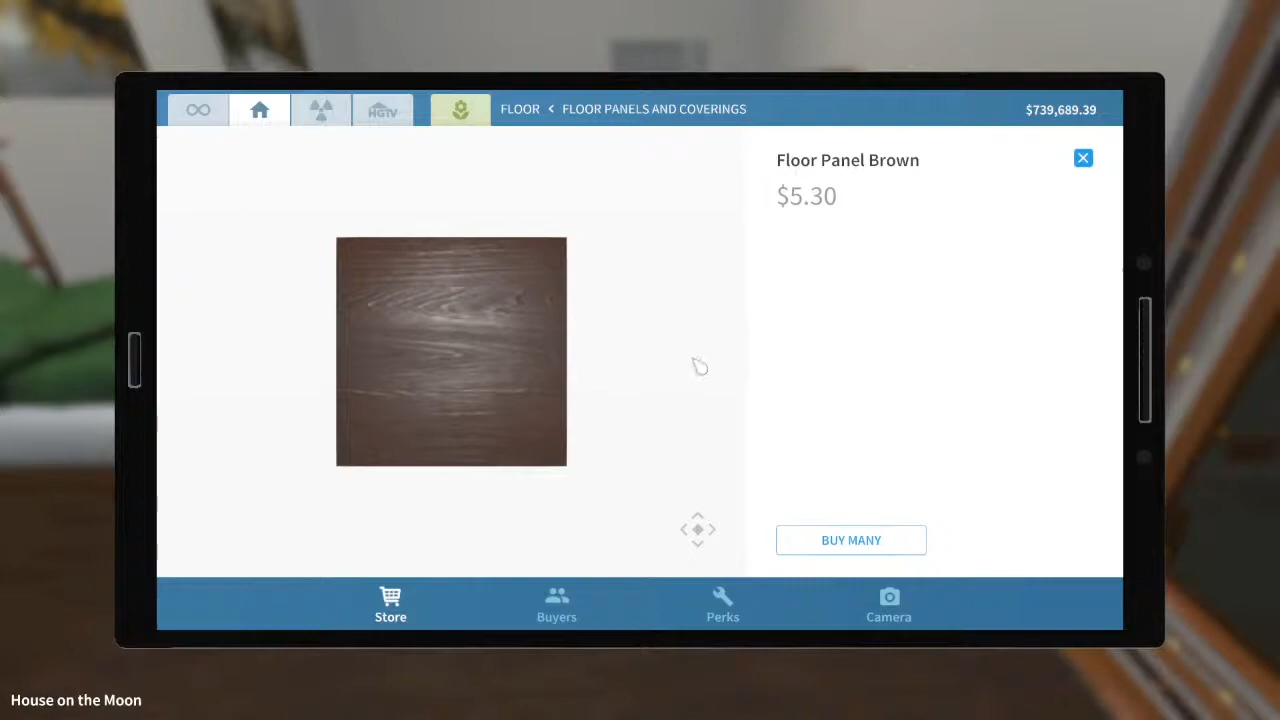 HGTV
FLOOR < FLOOR PANELS AND COVERINGS
$739,689.39
Floor Panel Brown
$5.30
BUY MANY
Store
Buyers
Perks
Camera
House on the Moon